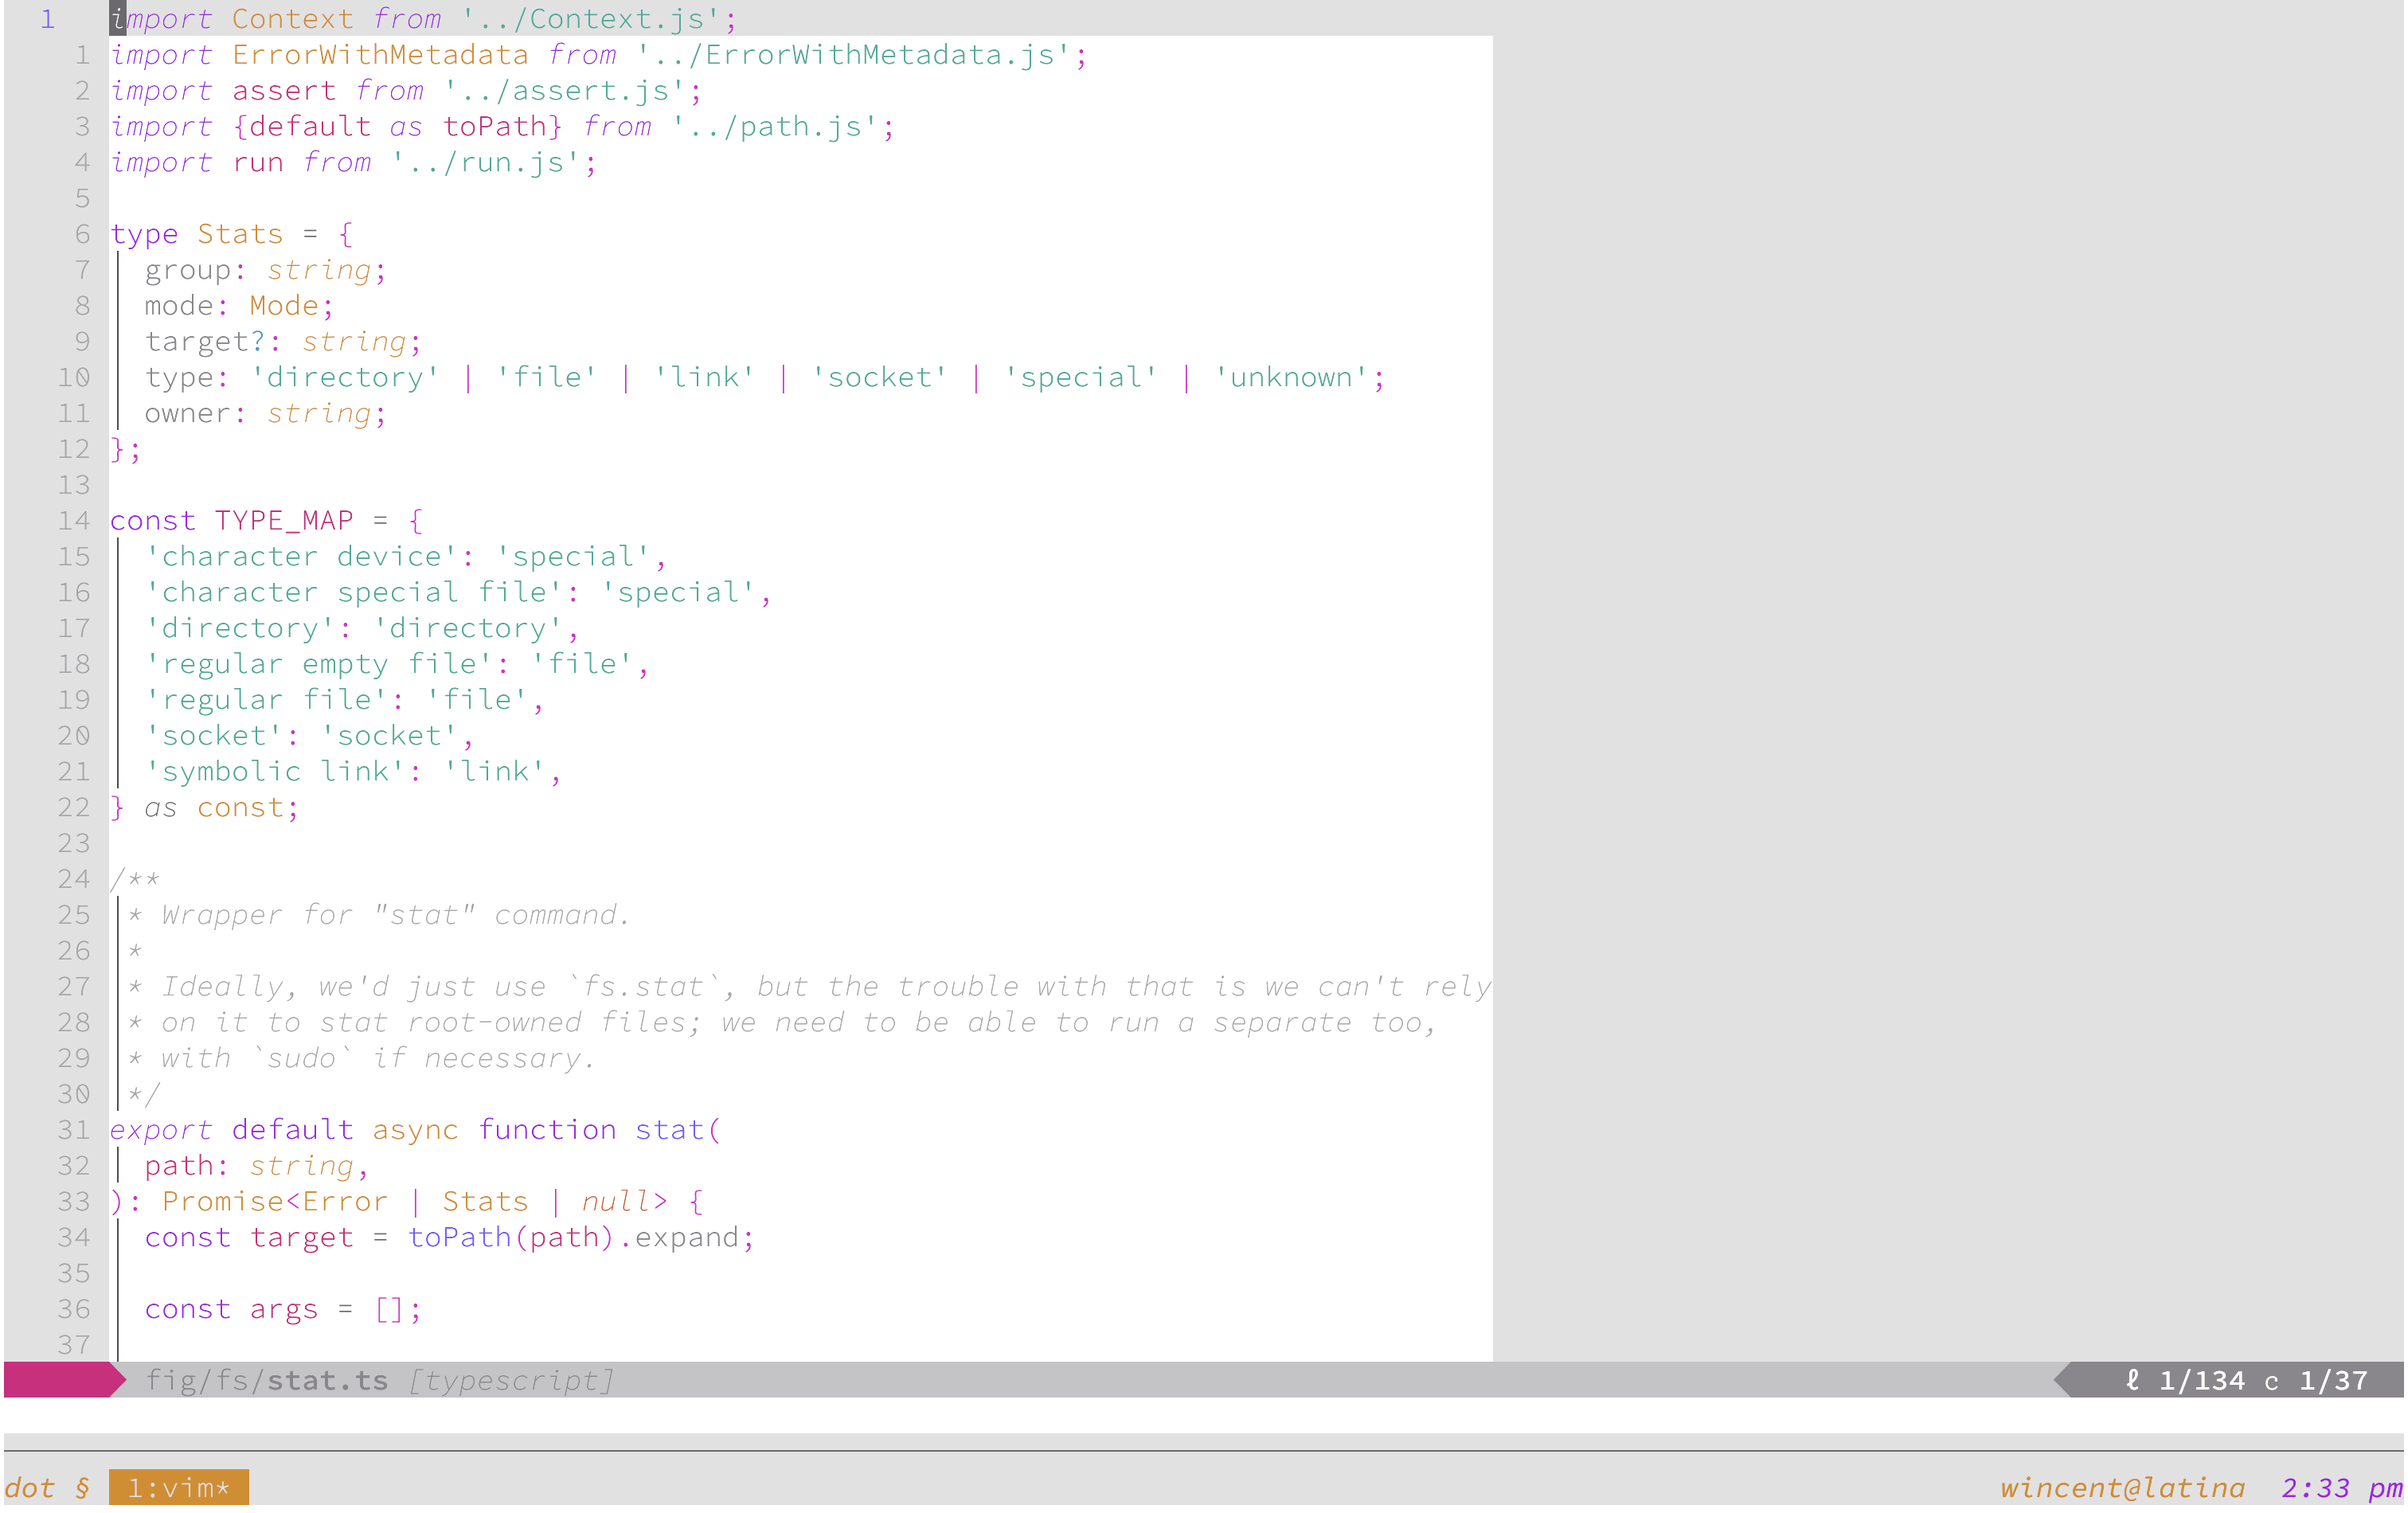 1 import Context from '../Context.js';
1 import ErrorWithMetadata from '../ErrorWithMetadata.js';
2 import assert from '../assert.js';
3 import {default as toPath} from '../path.js';
4 import run from '../run.js';
5
6 type Stats = {
7   group: string;
8   mode: Mode;
9   target?: string;
10   type: 'directory' | 'file' | 'link' | 'socket' | 'special' | 'unknown';
11   owner: string;
12 };
13
14 const TYPE_MAP = {
15   'character device': 'special',
16   'character special file': 'special',
17   'directory': 'directory',
18   'regular empty file': 'file',
19   'regular file': 'file',
20   'socket': 'socket',
21   'symbolic link': 'link',
22 } as const;
23
24 /**
25  * Wrapper for "stat" command.
26  *
27  * Ideally, we'd just use `fs.stat`, but the trouble with that is we can't rely
28  * on it to stat root-owned files; we need to be able to run a separate too,
29  * with `sudo` if necessary.
30  */
31 export default async function stat(
32   path: string,
33 ): Promise<Error | Stats | null> {
34   const target = toPath(path).expand;
35
36   const args = [];
37
fig/fs/stat.ts [typescript] ℓ 1/134 c 1/37
dot § 1:vim* wincent@latina 2:33 pm